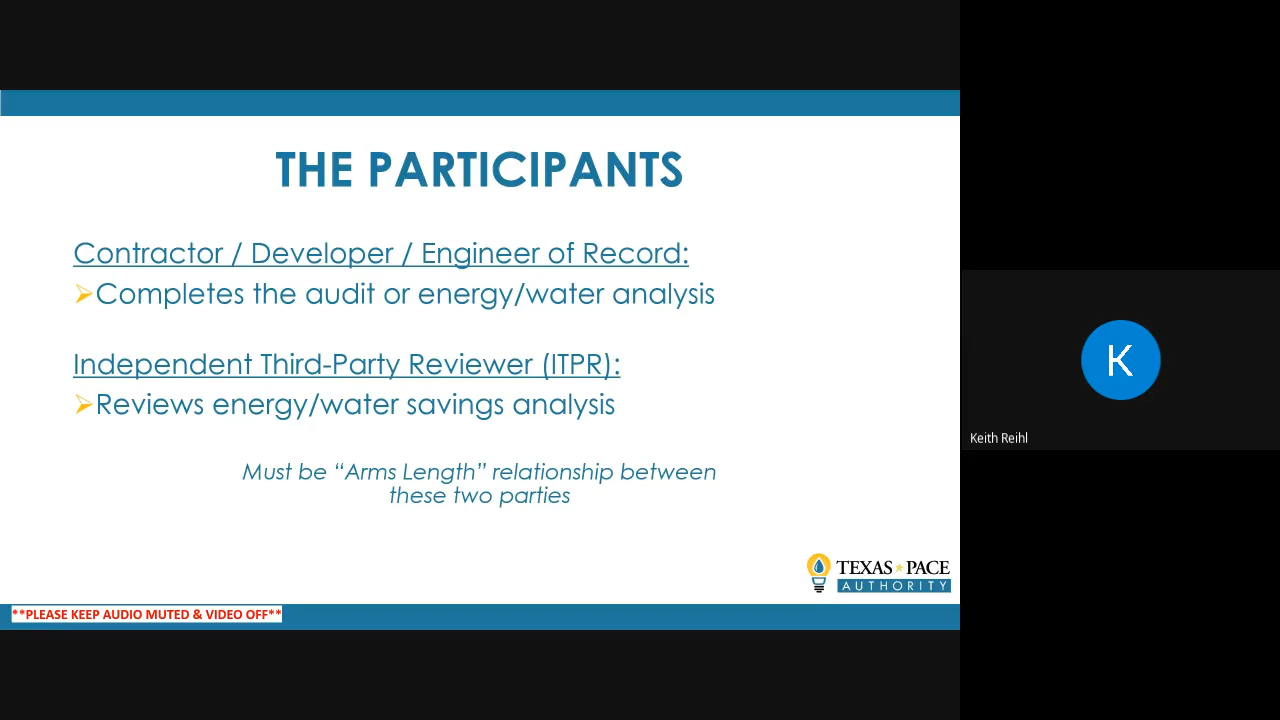 THE PARTICIPANTS
Contractor / Developer / Engineer of Record:
➢Completes the audit or energy/water analysis
Independent Third-Party Reviewer (ITPR):
➢Reviews energy/water savings analysis
Must be “Arms Length” relationship between
these two parties
TEXAS★PACE
AUTHORITY
**PLEASE KEEP AUDIO MUTED & VIDEO OFF**
K
Keith Reihl